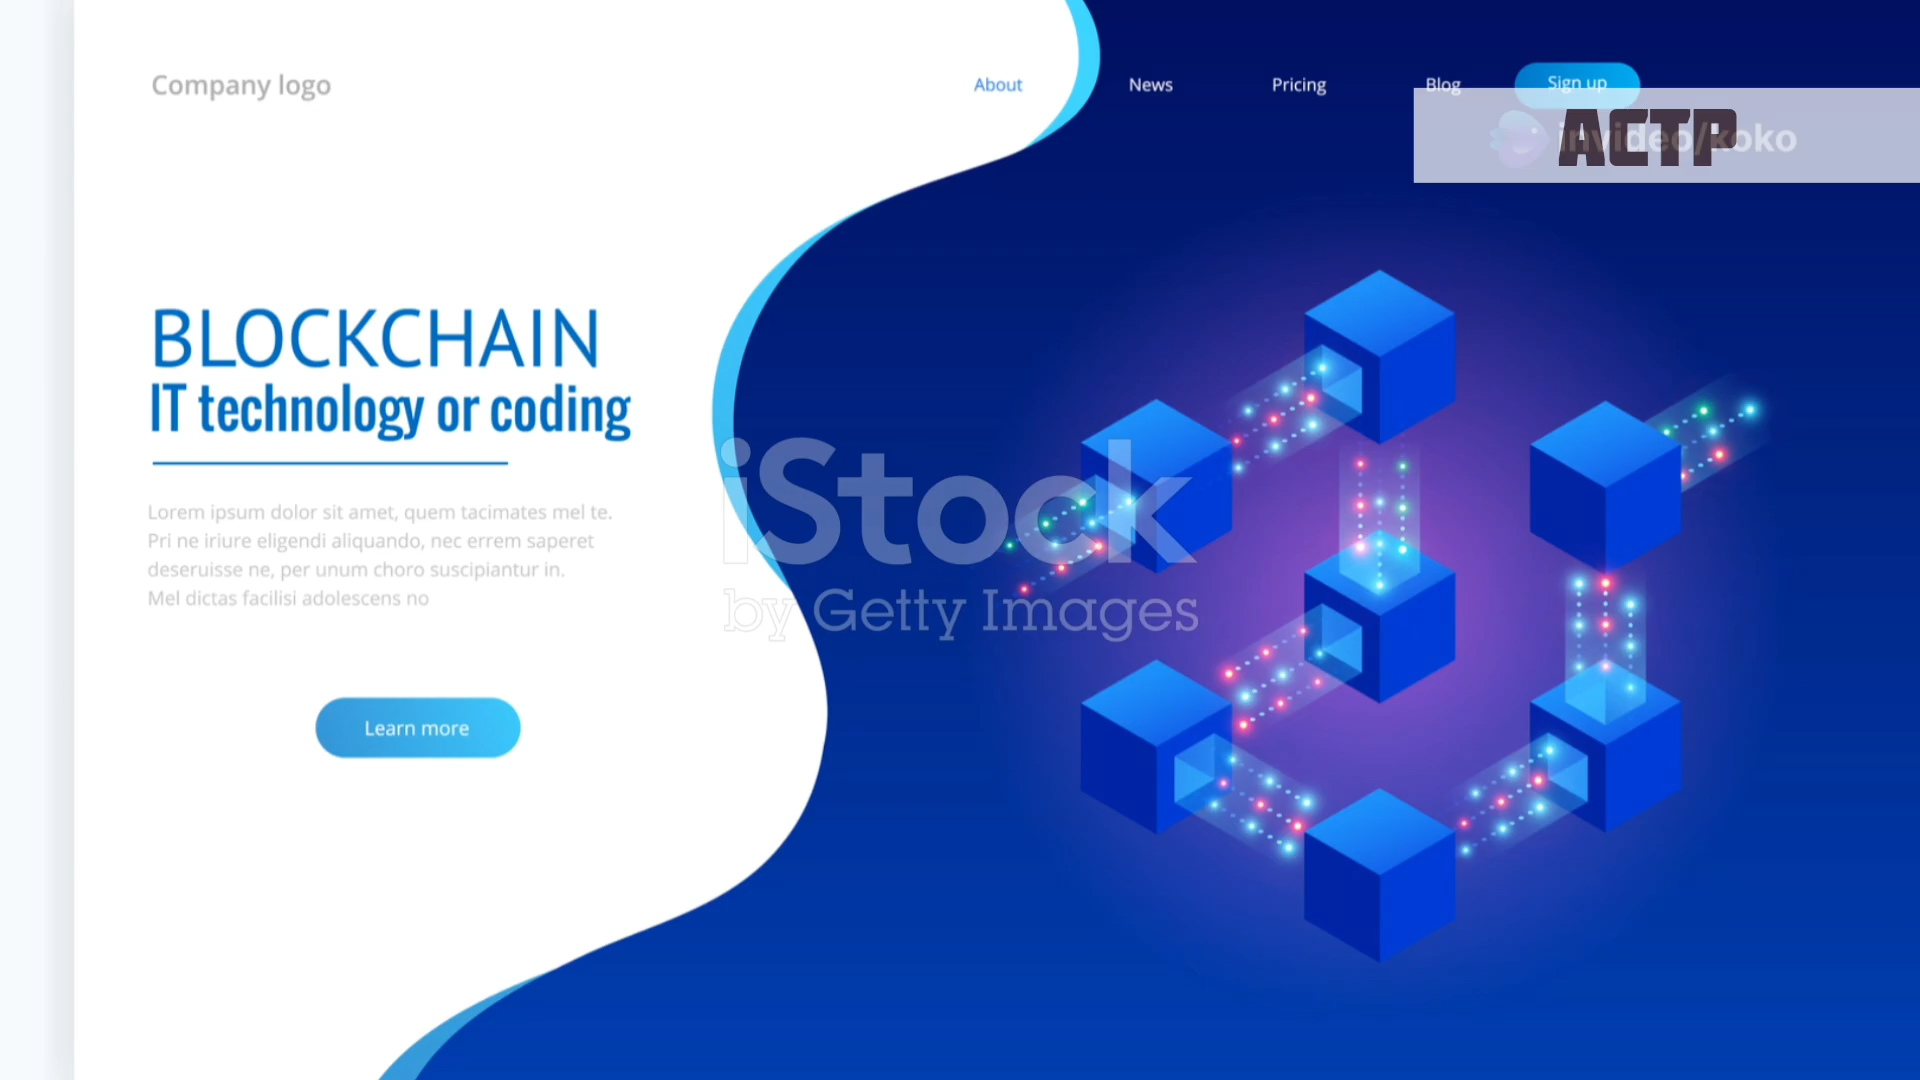 Company logo
About
News
Pricing
Blog
Sign up
invideo/koko
ACTP
BLOCKCHAIN
IT technology or coding
iStock
by Getty Images
Lorem ipsum dolor sit amet, quem tacimates mel te.
Pri ne iriure eligendi aliquando, nec errem saperet
deseruisse ne, per unum choro suscipiantur in.
Mel dictas facilisi adolescens no
Learn more